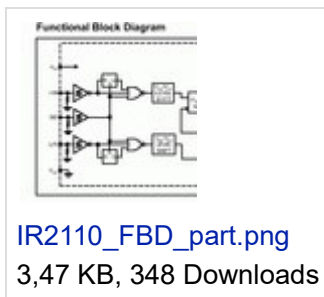 Functional Block Diagram
IR2110_FBD_part.png
3,47 KB, 348 Downloads